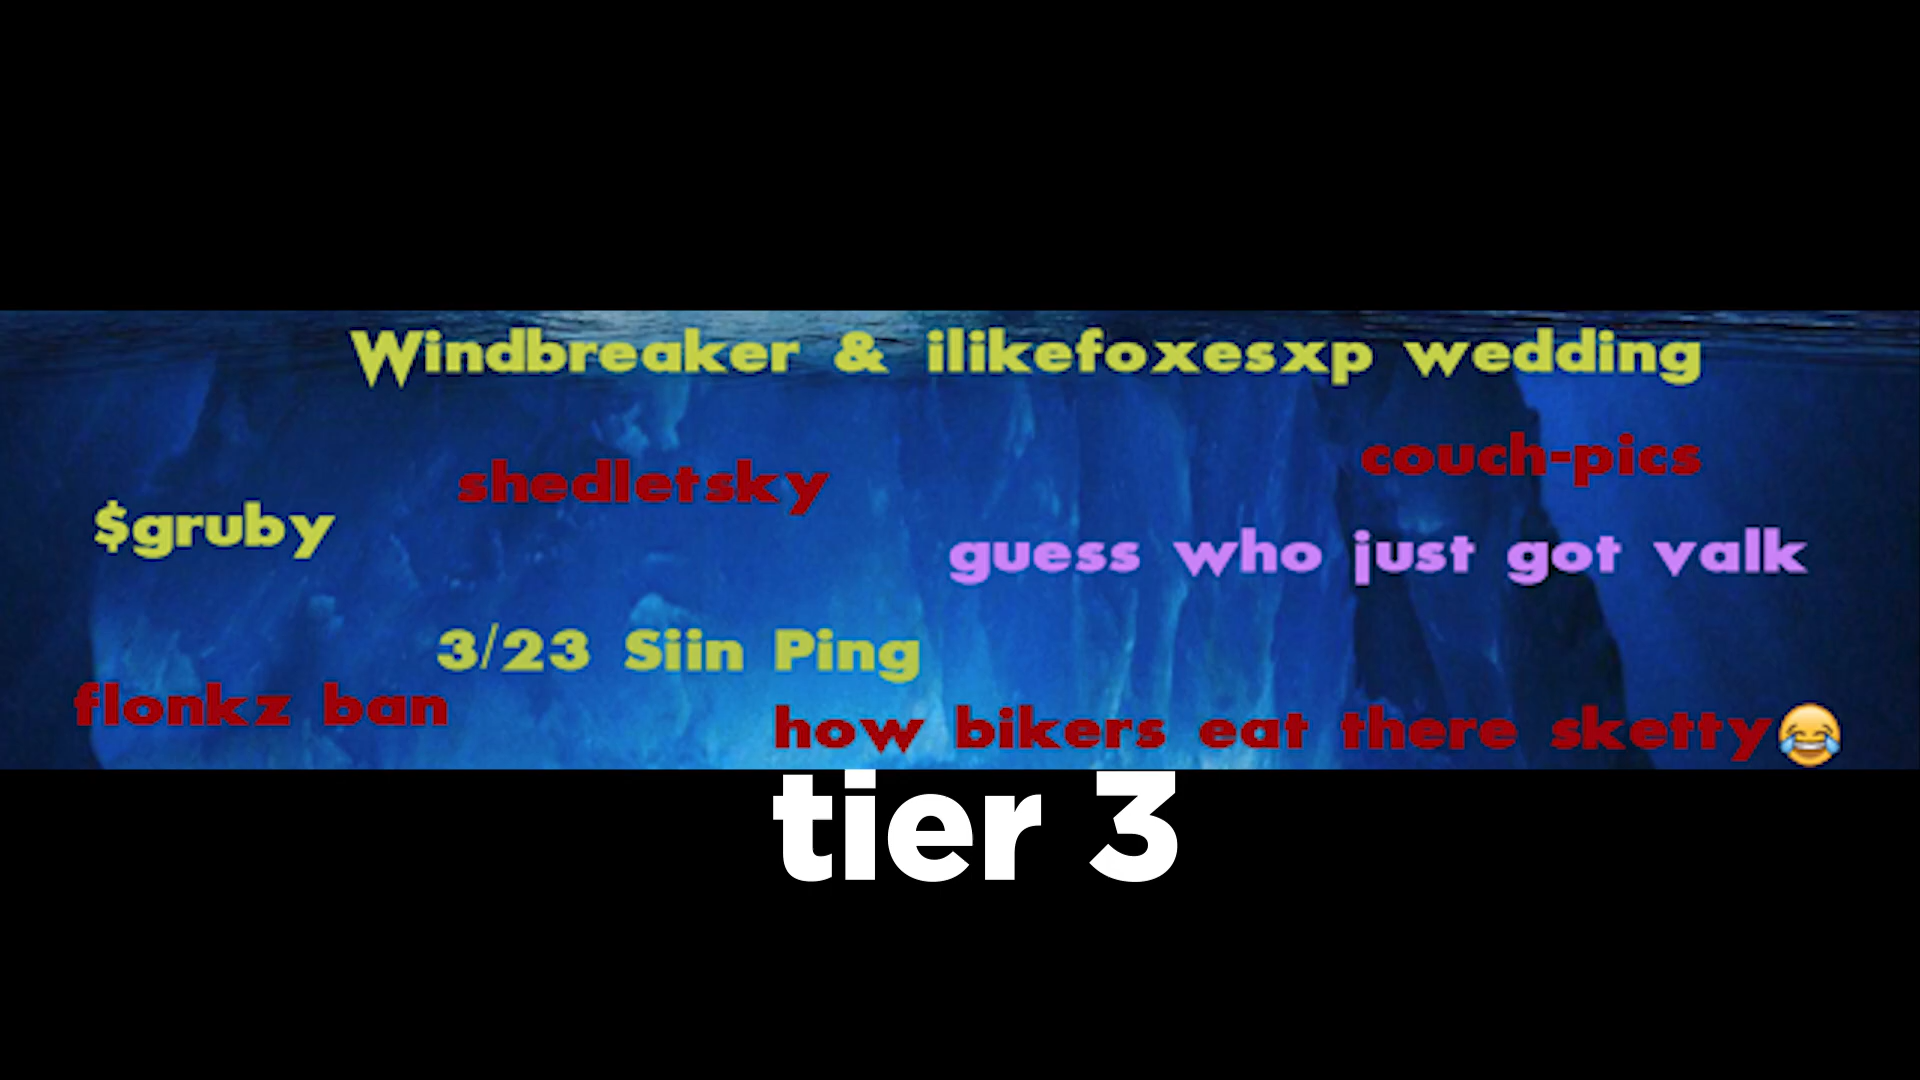 Windbreaker & ilikefoxesxp wedding
couch-pics
shedletsky
$gruby
guess who just got valk
3/23 Siin Ping
flonkz ban
how bikers eat there sketty😂
tier 3